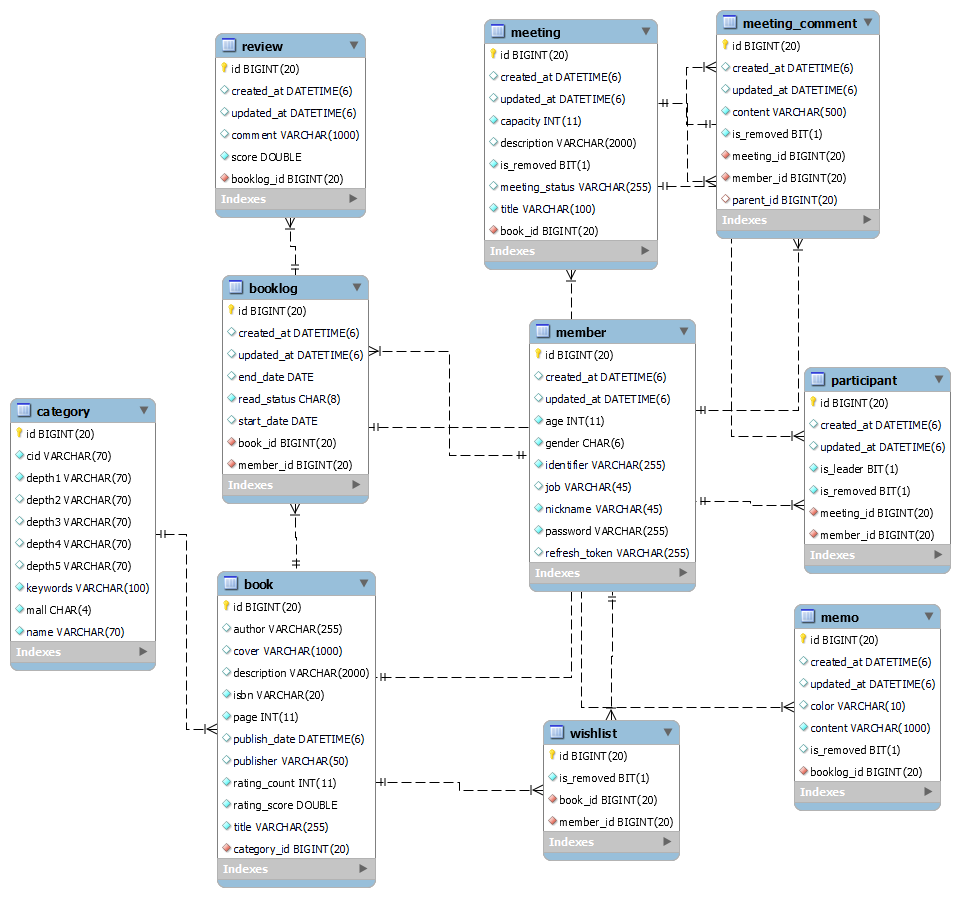 review
id BIGINT(20)
created_at DATETIME(6)
updated_at DATETIME(6)
comment VARCHAR(1000)
score DOUBLE
booklog_id BIGINT(20)
Indexes
meeting
id BIGINT(20)
created_at DATETIME(6)
updated_at DATETIME(6)
capacity INT(11)
description VARCHAR(2000)
is_removed BIT(1)
meeting_status VARCHAR(255)
title VARCHAR(100)
book_id BIGINT(20)
Indexes
meeting_comment
id BIGINT(20)
created_at DATETIME(6)
updated_at DATETIME(6)
content VARCHAR(500)
is_removed BIT(1)
meeting_id BIGINT(20)
member_id BIGINT(20)
parent_id BIGINT(20)
Indexes
booklog
id BIGINT(20)
created_at DATETIME(6)
updated_at DATETIME(6)
end_date DATE
read_status CHAR(8)
start_date DATE
book_id BIGINT(20)
member_id BIGINT(20)
Indexes
member
id BIGINT(20)
created_at DATETIME(6)
updated_at DATETIME(6)
age INT(11)
gender CHAR(6)
identifier VARCHAR(255)
job VARCHAR(45)
nickname VARCHAR(45)
password VARCHAR(255)
refresh_token VARCHAR(255)
Indexes
participant
id BIGINT(20)
created_at DATETIME(6)
updated_at DATETIME(6)
is_leader BIT(1)
is_removed BIT(1)
meeting_id BIGINT(20)
member_id BIGINT(20)
Indexes
category
id BIGINT(20)
cid VARCHAR(70)
depth1 VARCHAR(70)
depth2 VARCHAR(70)
depth3 VARCHAR(70)
depth4 VARCHAR(70)
depth5 VARCHAR(70)
keywords VARCHAR(100)
mall CHAR(4)
name VARCHAR(70)
Indexes
book
id BIGINT(20)
author VARCHAR(255)
cover VARCHAR(1000)
description VARCHAR(2000)
isbn VARCHAR(20)
page INT(11)
publish_date DATETIME(6)
publisher VARCHAR(50)
rating_count INT(11)
rating_score DOUBLE
title VARCHAR(255)
category_id BIGINT(20)
Indexes
wishlist
id BIGINT(20)
is_removed BIT(1)
book_id BIGINT(20)
member_id BIGINT(20)
Indexes
memo
id BIGINT(20)
created_at DATETIME(6)
updated_at DATETIME(6)
color VARCHAR(10)
content VARCHAR(1000)
is_removed BIT(1)
booklog_id BIGINT(20)
Indexes